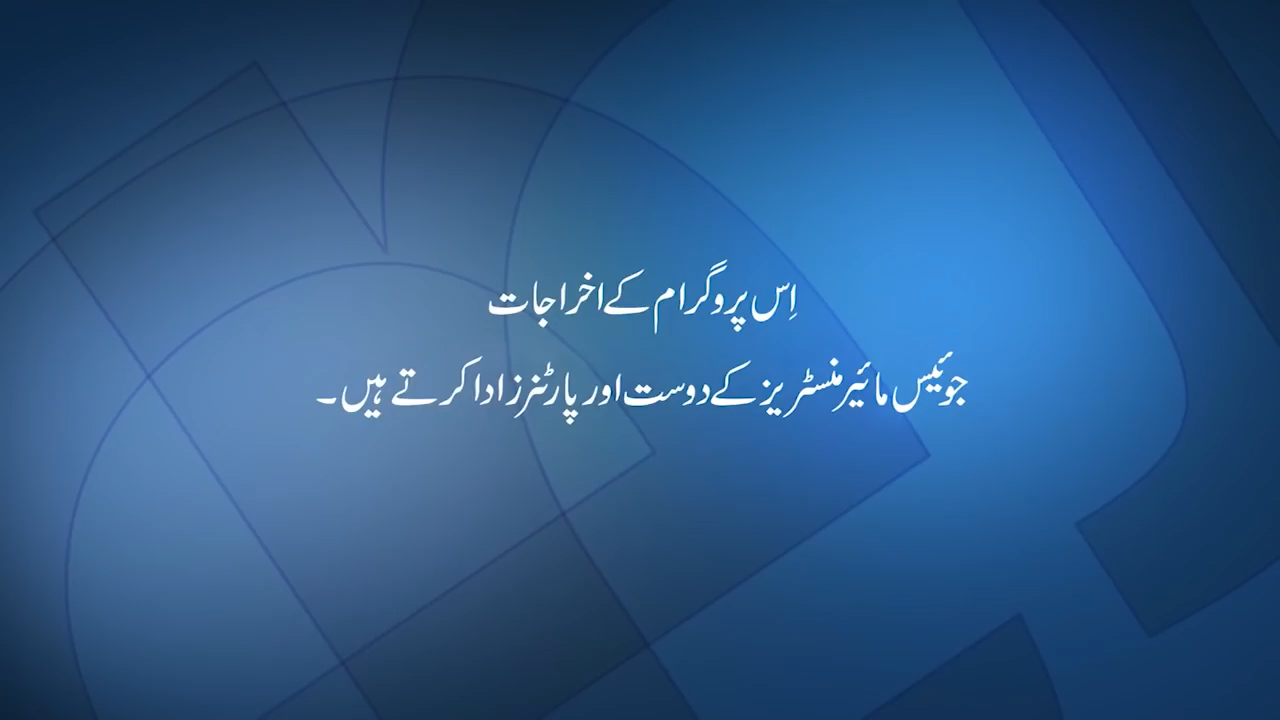 اِس پروگرام کے اخراجات
جوئیس مائیر منسٹریز کے دوست اور پارٹنرز ادا کرتے ہیں۔